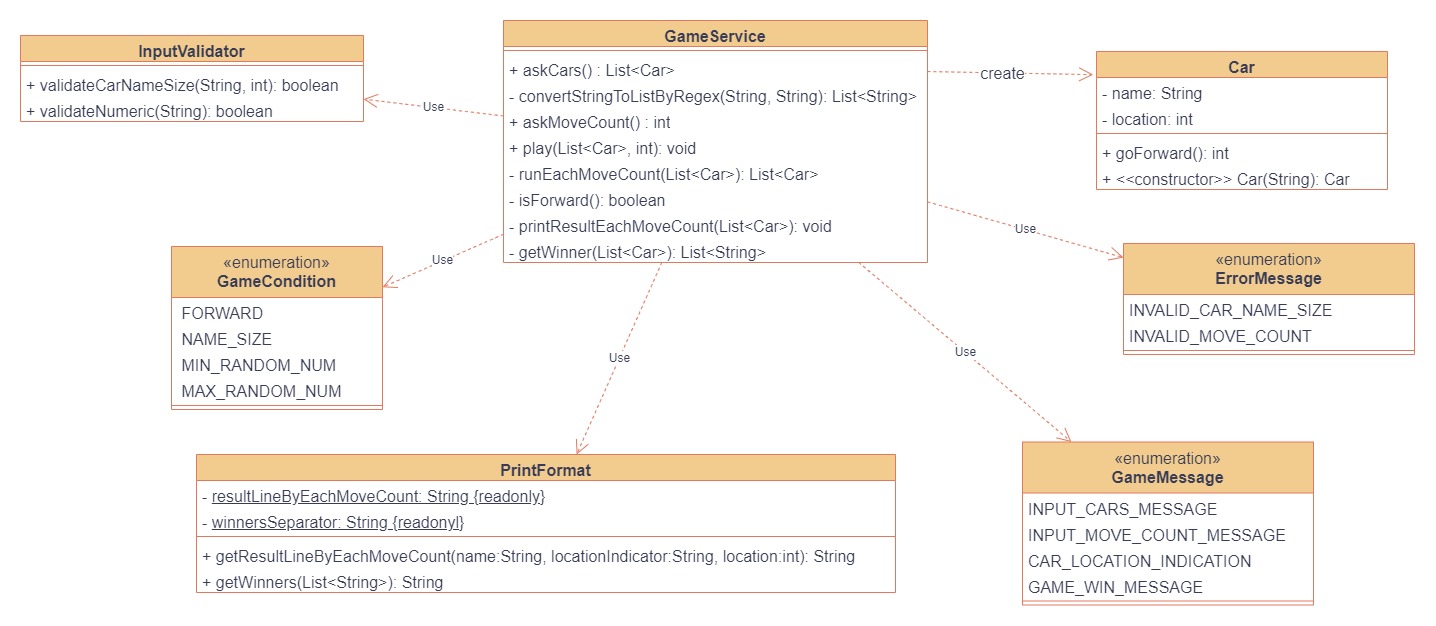 InputValidator
+ validateCarNameSize(String, int): boolean
+ validateNumeric(String): boolean
Use
GameService
+ askCars() : List<Car>
- convertStringToListByRegex(String, String): List<String>
+ askMoveCount() : int
+ play(List<Car>, int): void
- runEachMoveCount(List<Car>): List<Car>
- isForward(): boolean
- printResultEachMoveCount(List<Car>): void
- getWinner(List<Car>): List<String>
create
Car
- name: String
- location: int
+ goForward(): int
+ <<constructor>> Car(String): Car
Use
«enumeration»
GameCondition
FORWARD
NAME_SIZE
MIN_RANDOM_NUM
MAX_RANDOM_NUM
Use
«enumeration»
ErrorMessage
INVALID_CAR_NAME_SIZE
INVALID_MOVE_COUNT
Use
PrintFormat
- resultLineByEachMoveCount: String {readonly}
- winnersSeparator: String {readonyl}
+ getResultLineByEachMoveCount(name:String, locationIndicator:String, location:int): String
+ getWinners(List<String>): String
Use
«enumeration»
GameMessage
INPUT_CARS_MESSAGE
INPUT_MOVE_COUNT_MESSAGE
CAR_LOCATION_INDICATION
GAME_WIN_MESSAGE